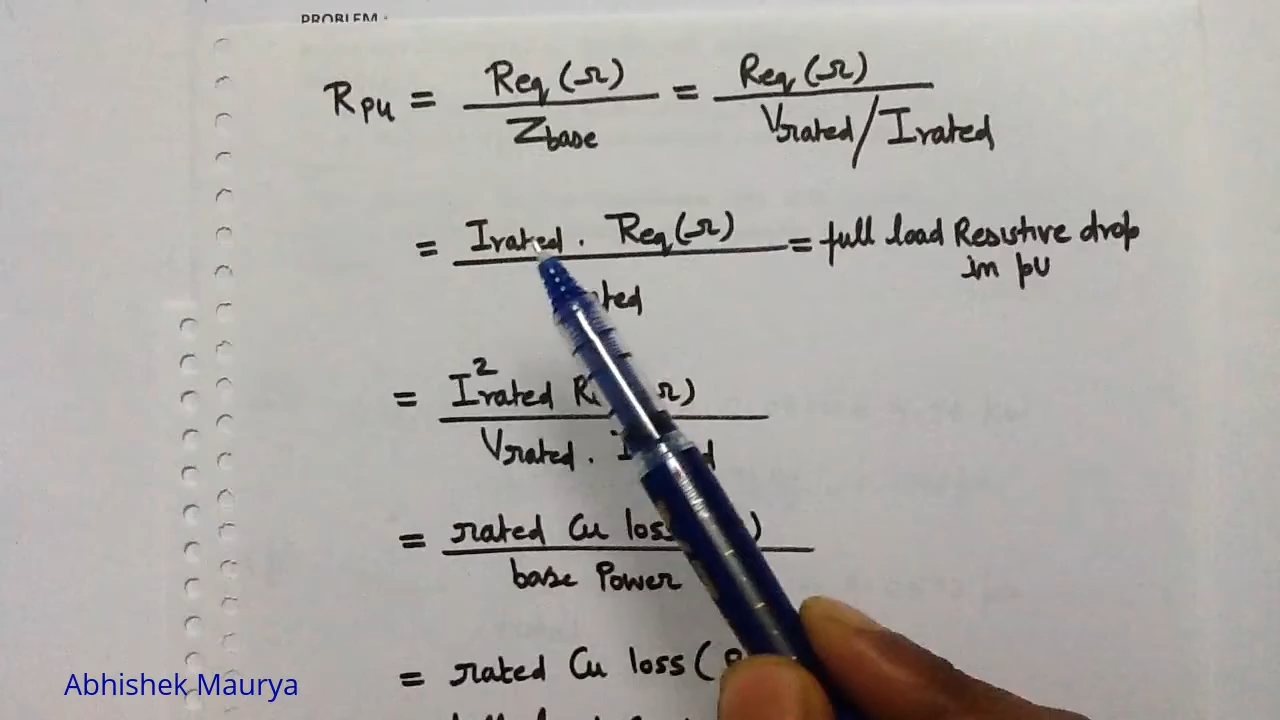 PROBLEM:
Rpu = Req(Ω) / Zbase = Req(Ω) / Vrated/Irated
= Irated . Req(Ω) / = full load Resistive drop
in pu
= I²rated / Vrated .
= rated Cu loss / base Power
= rated Cu loss (
Abhishek Maurya